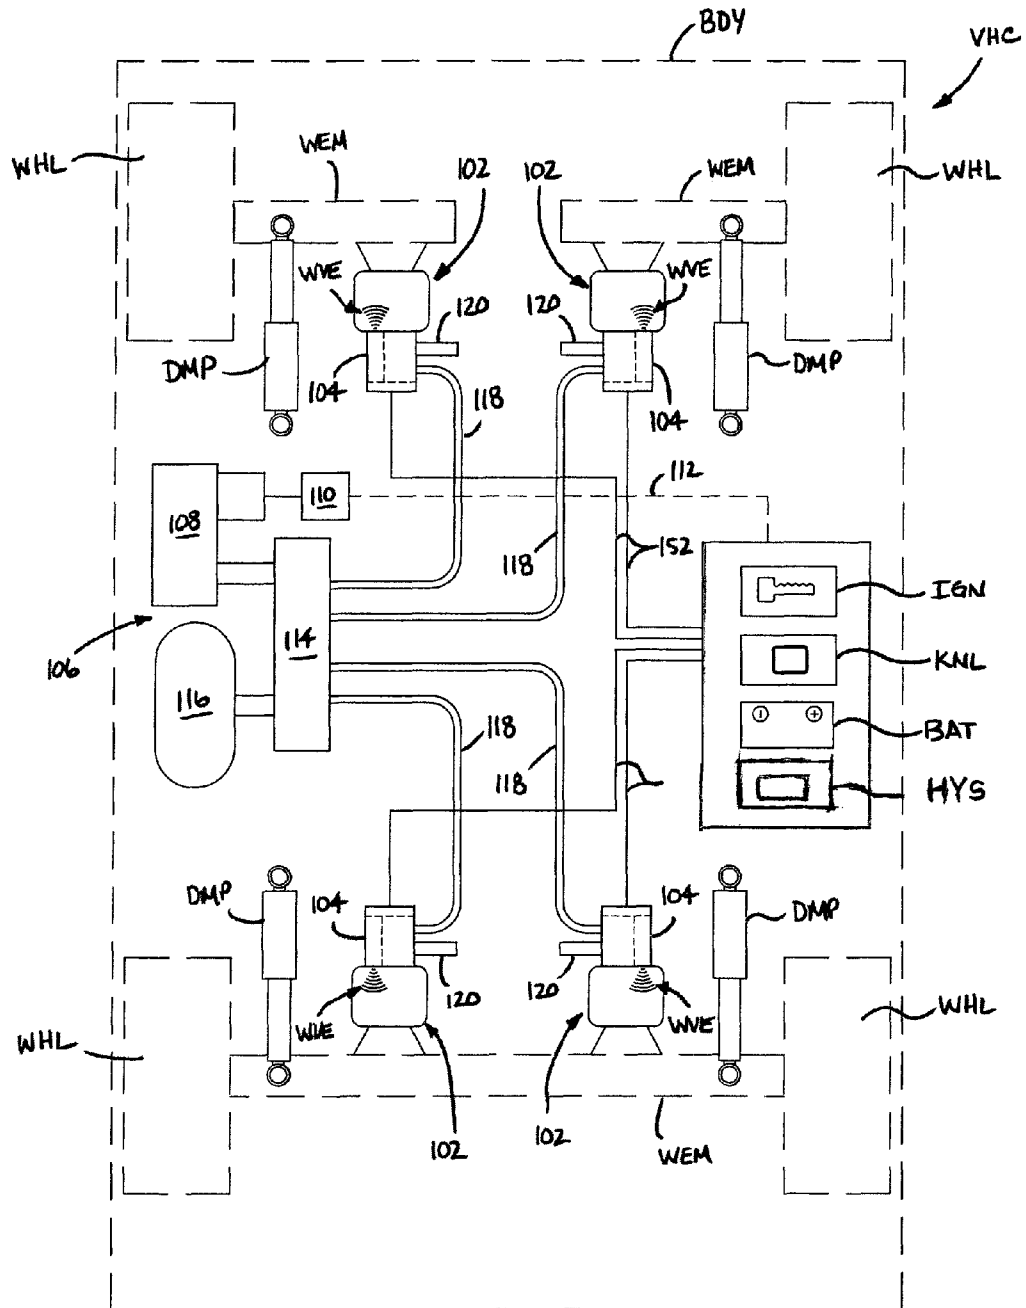 BDY
VHC
WHL
WEM
102
102
WEM
WHL
WVE
WVE
120
120
DMP
104
118
104
DMP
112
108
110
118
152
IGN
114
KNL
106
116
118
118
BAT
HYS
DMP
104
104
DMP
120
120
WVE
WVE
WHL
WHL
102
102
WEM